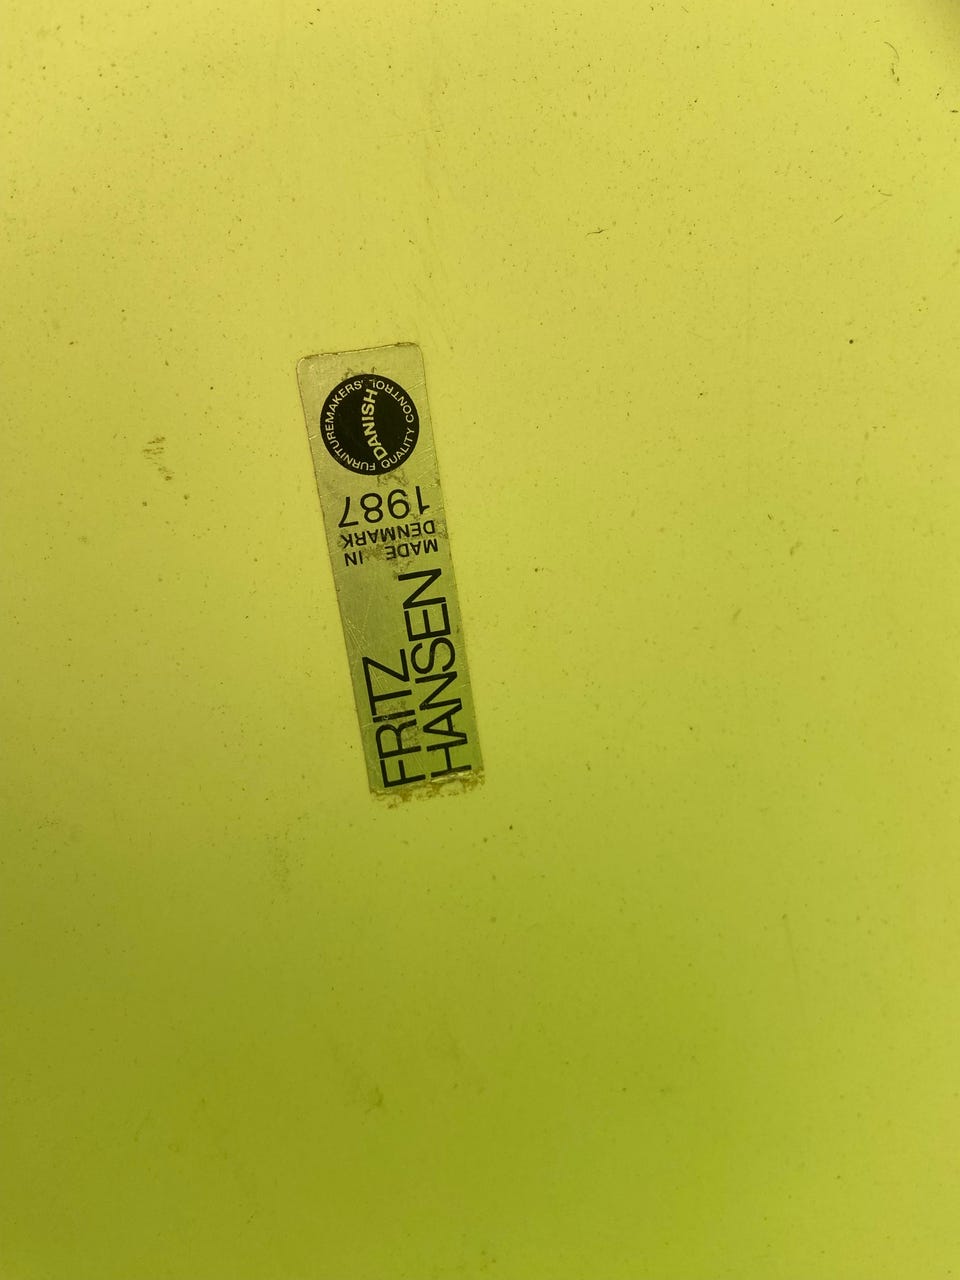 FRITZ
HANSEN
MADE IN
DENMARK
1987
DANISH
FURNITUREMAKERS' CONTROL
QUALITY